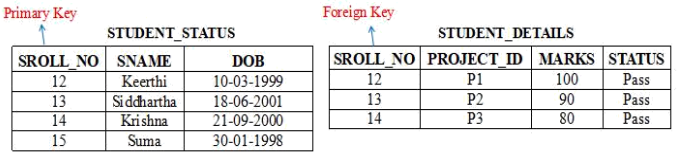 Primary Key
Foreign Key
STUDENT_STATUS
SROLL_NO SNAME DOB
12 Keerthi 10-03-1999
13 Siddhartha 18-06-2001
14 Krishna 21-09-2000
15 Suma 30-01-1998
STUDENT_DETAILS
SROLL_NO PROJECT_ID MARKS STATUS
12 P1 100 Pass
13 P2 90 Pass
14 P3 80 Pass